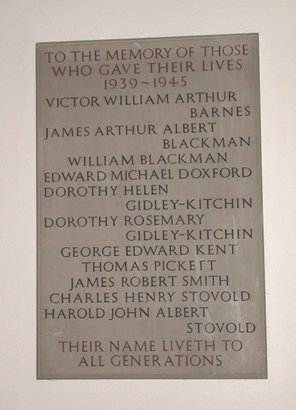 TO THE MEMORY OF THOSE
WHO GAVE THEIR LIVES
1939~1945
VICTOR WILLIAM ARTHUR
BARNES
JAMES ARTHUR ALBERT
BLACKMAN
WILLIAM BLACKMAN
EDWARD MICHAEL DOXFORD
DOROTHY HELEN
GIDLEY~KITCHIN
DOROTHY ROSEMARY
GIDLEY~KITCHIN
GEORGE EDWARD KENT
THOMAS PICKETT
JAMES ROBERT SMITH
CHARLES HENRY STOVOLD
HAROLD JOHN ALBERT
STOVOLD
THEIR NAME LIVETH TO
ALL GENERATIONS